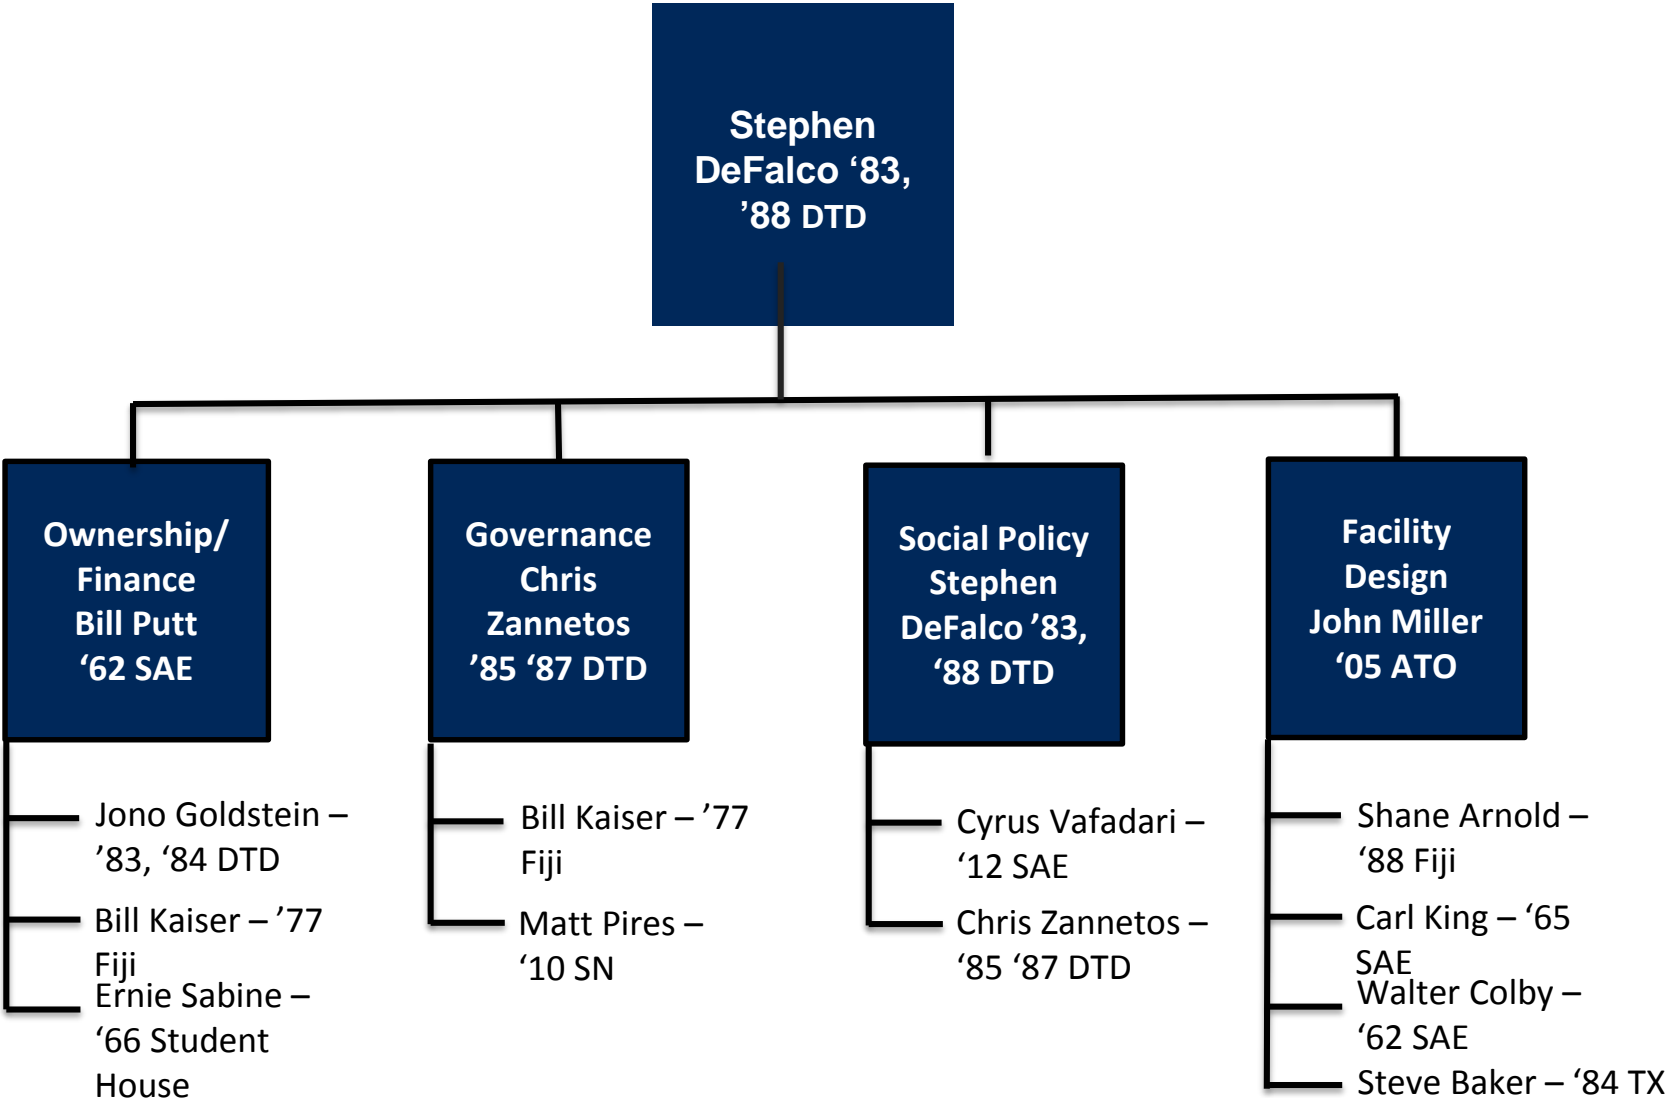 Stephen
DeFalco ‘83,
’88 DTD
Ownership/
Finance
Bill Putt
‘62 SAE
Governance
Chris
Zannetos
’85 ‘87 DTD
Social Policy
Stephen
DeFalco ’83,
‘88 DTD
Facility
Design
John Miller
‘05 ATO
Jono Goldstein –
’83, ‘84 DTD
Bill Kaiser – ’77
Fiji
Ernie Sabine –
‘66 Student
House
Bill Kaiser – ’77
Fiji
Matt Pires –
‘10 SN
Cyrus Vafadari –
‘12 SAE
Chris Zannetos –
‘85 ‘87 DTD
Shane Arnold –
‘88 Fiji
Carl King – ‘65
SAE
Walter Colby –
‘62 SAE
Steve Baker – ‘84 TX